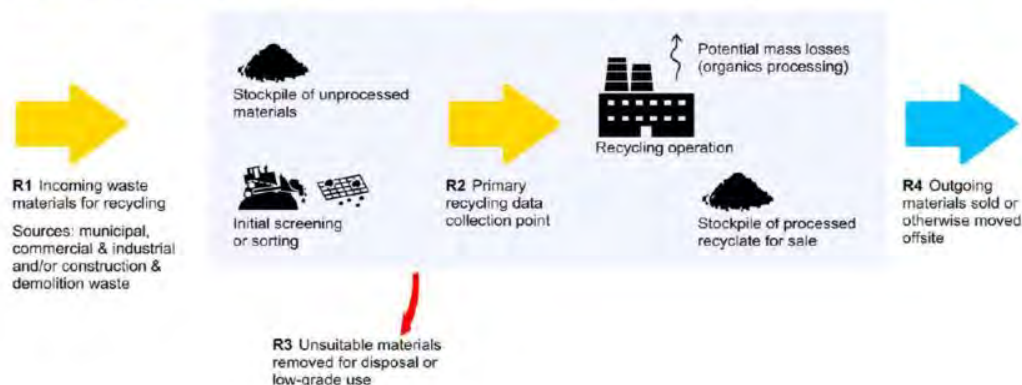 Stockpile of unprocessed
materials
Potential mass losses
(organics processing)
Recycling operation
R1 Incoming waste
materials for recycling
Sources: municipal,
commercial & industrial
and/or construction &
demolition waste
Initial screening
or sorting
R2 Primary
recycling data
collection point
Stockpile of processed
recyclate for sale
R4 Outgoing
materials sold or
otherwise moved
offsite
R3 Unsuitable materials
removed for disposal or
low-grade use